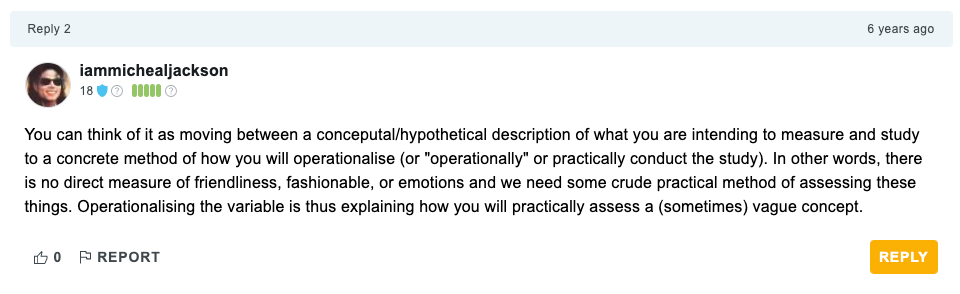 Reply 2
6 years ago
iammichealjackson
18
You can think of it as moving between a conceputal/hypothetical description of what you are intending to measure and study
to a concrete method of how you will operationalise (or "operationally" or practically conduct the study). In other words, there
is no direct measure of friendliness, fashionable, or emotions and we need some crude practical method of assessing these
things. Operationalising the variable is thus explaining how you will practically assess a (sometimes) vague concept.
0
REPORT
REPLY